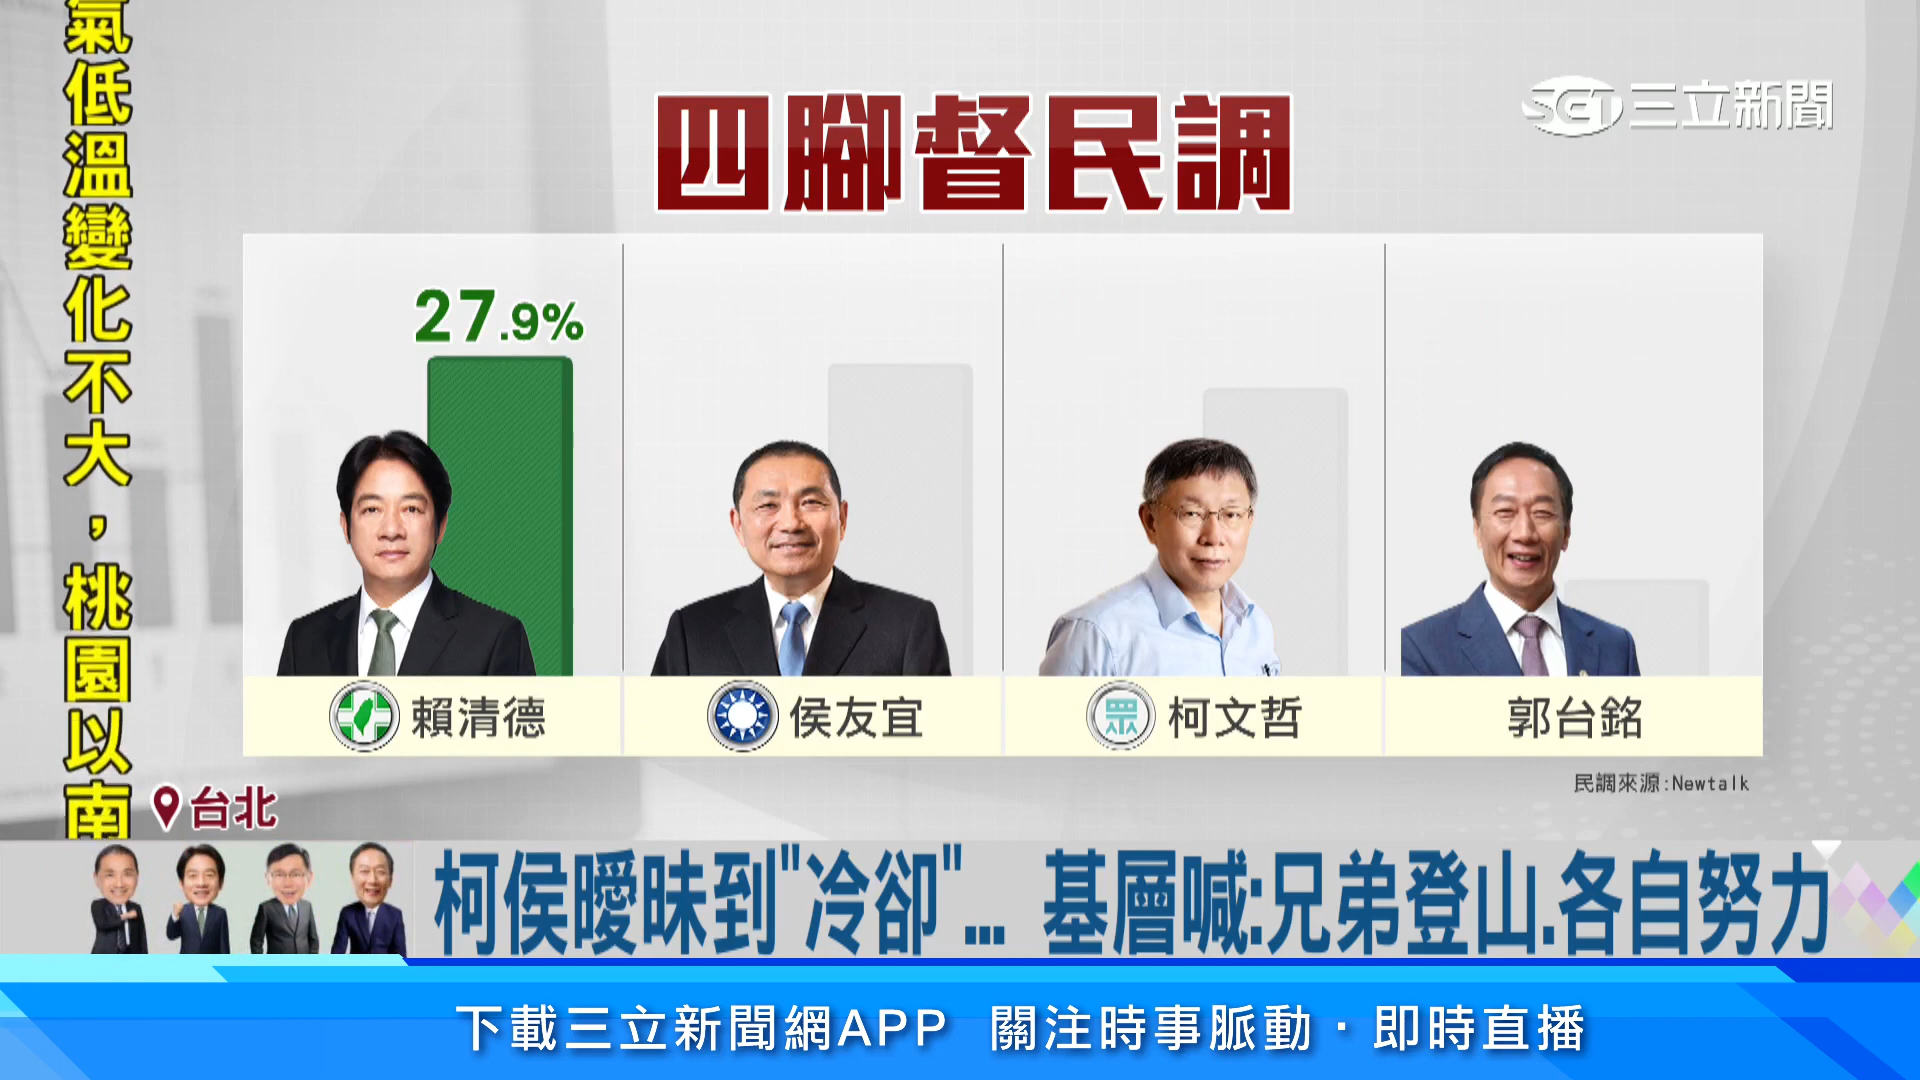 氣低溫變化不大，桃園以南
四腳督民調
SET三立新聞
27.9%
賴清德
侯友宜
眾 柯文哲
郭台銘
民調來源:Newtalk
台北
柯侯曖昧到"冷卻"... 基層喊:兄弟登山.各自努力
下載三立新聞網APP 關注時事脈動·即時直播